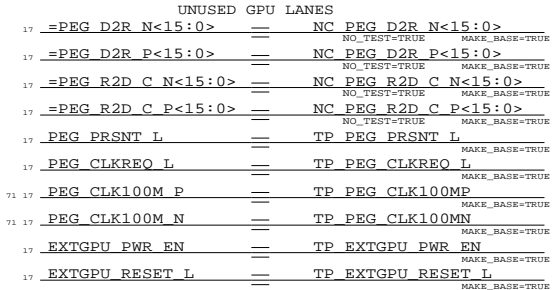 UNUSED GPU LANES
17 =PEG_D2R_N<15:0> NC_PEG_D2R_N<15:0>
NO_TEST=TRUE MAKE_BASE=TRUE
17 =PEG_D2R_P<15:0> NC_PEG_D2R_P<15:0>
NO_TEST=TRUE MAKE_BASE=TRUE
17 =PEG_R2D_C_N<15:0> NC_PEG_R2D_C_N<15:0>
NO_TEST=TRUE MAKE_BASE=TRUE
17 =PEG_R2D_C_P<15:0> NC_PEG_R2D_C_P<15:0>
NO_TEST=TRUE MAKE_BASE=TRUE
17 PEG_PRSNT_L TP_PEG_PRSNT_L
MAKE_BASE=TRUE
17 PEG_CLKREQ_L TP_PEG_CLKREQ_L
MAKE_BASE=TRUE
71 17 PEG_CLK100M_P TP_PEG_CLK100MP
MAKE_BASE=TRUE
71 17 PEG_CLK100M_N TP_PEG_CLK100MN
MAKE_BASE=TRUE
17 EXTGPU_PWR_EN TP_EXTGPU_PWR_EN
MAKE_BASE=TRUE
17 EXTGPU_RESET_L TP_EXTGPU_RESET_L
MAKE_BASE=TRUE